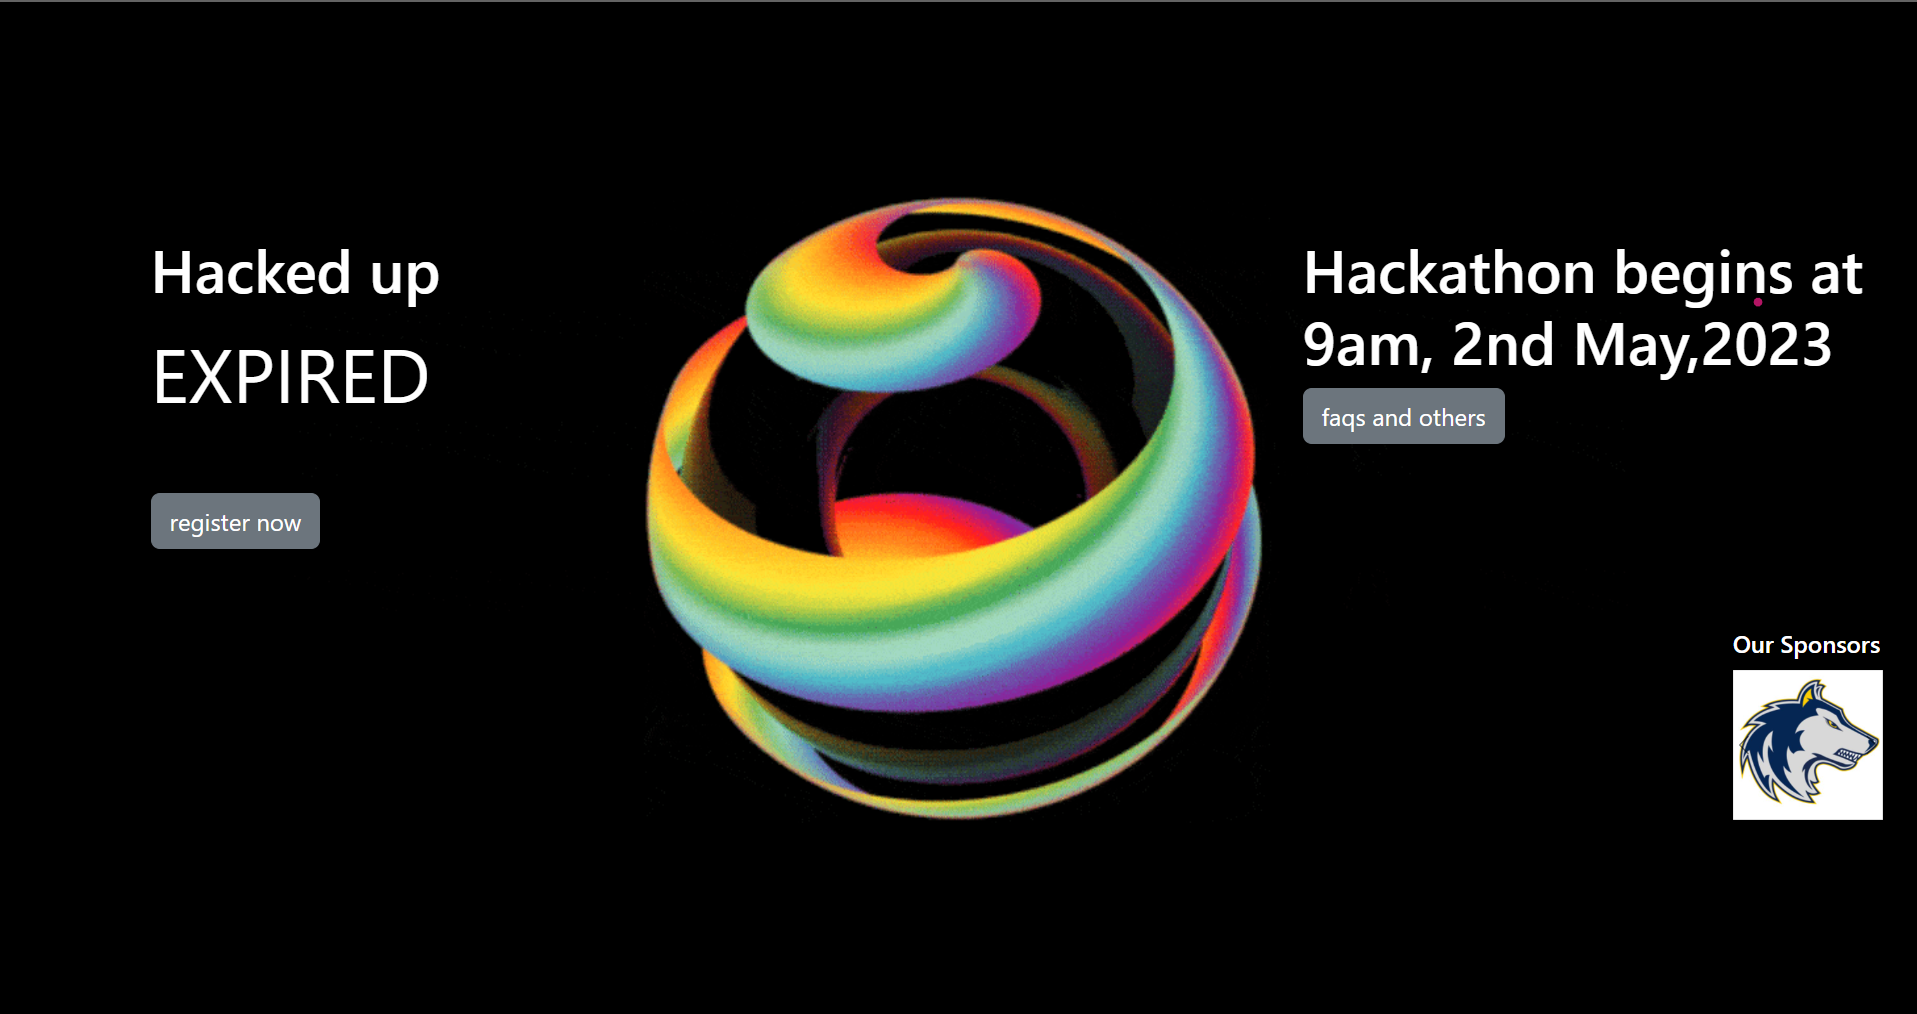 Hacked up
EXPIRED
register now
Hackathon begins at
9am, 2nd May,2023
faqs and others
Our Sponsors